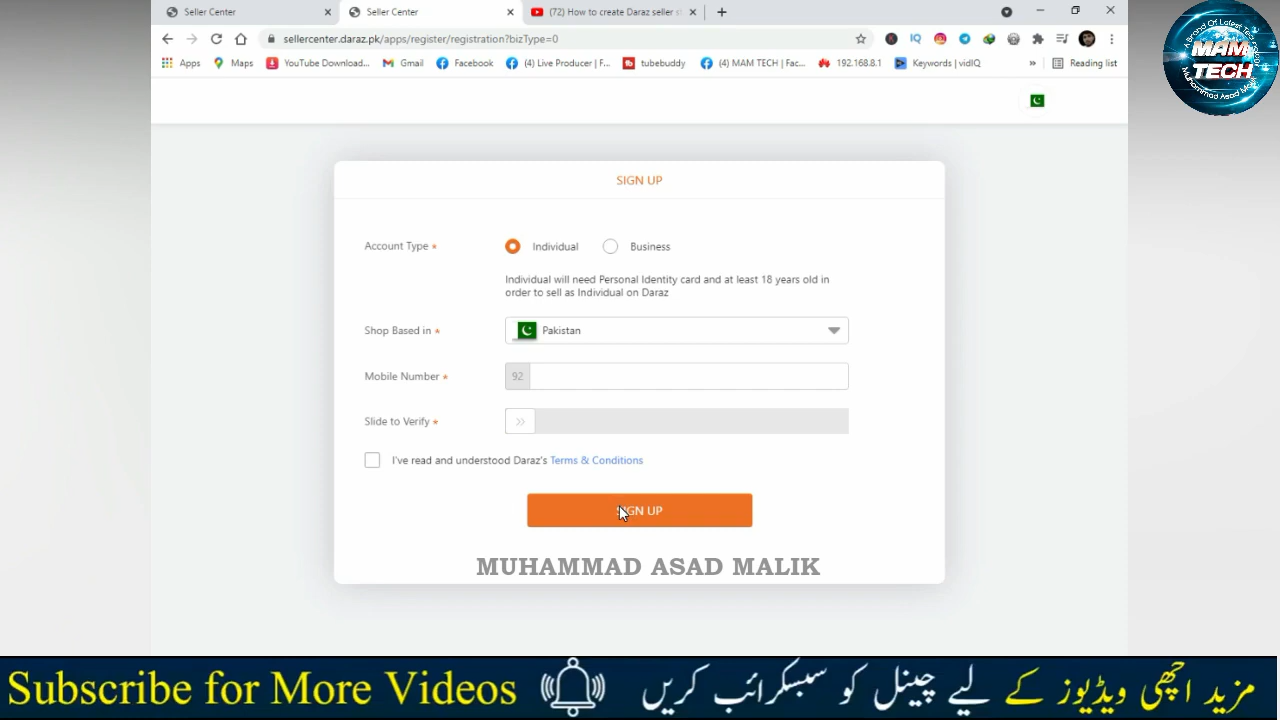 Seller Center
Seller Center
(72) How to create Daraz seller s
sellercenter.daraz.pk/apps/register/registration?bizType=0
Apps Maps YouTube Download... Gmail Facebook (4) Live Producer | F... tubebuddy (4) MAM TECH | Fac... 192.168.8.1 Keywords | vidIQ » Reading list
MAM
TECH
Muhammad Asad Malik
SIGN UP
Account Type * Individual Business
Individual will need Personal Identity card and at least 18 years old in
order to sell as Individual on Daraz
Shop Based in * Pakistan
Mobile Number * 92
Slide to Verify *
I've read and understood Daraz's Terms & Conditions
SIGN UP
MUHAMMAD ASAD MALIK
Subscribe for More Videos
مزید اچھی ویڈیوز کے لیے چینل کو سبسکرائب کریں